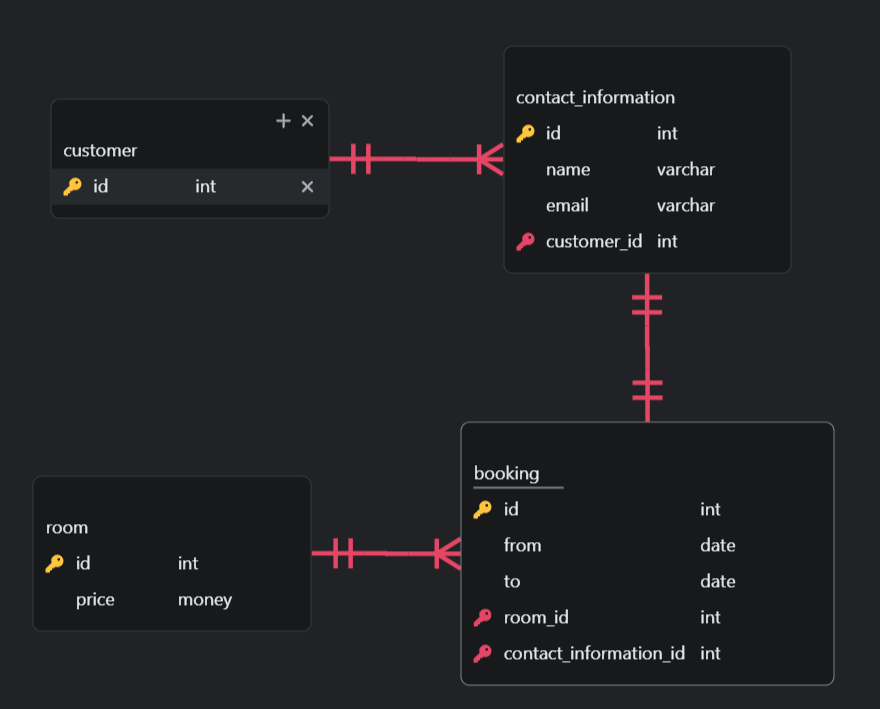 customer
id int
contact_information
id int
name varchar
email varchar
customer_id int
room
id int
price money
booking
id int
from date
to date
room_id int
contact_information_id int